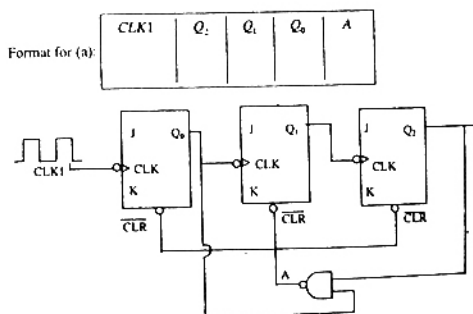 Format for (a):
CLK1 Q₂ Q₁ Q₀ A
J Q₀
CLK
K
CLR
CLK1
J Q₁
CLK
K
CLR
J Q₂
CLK
K
CLR
A